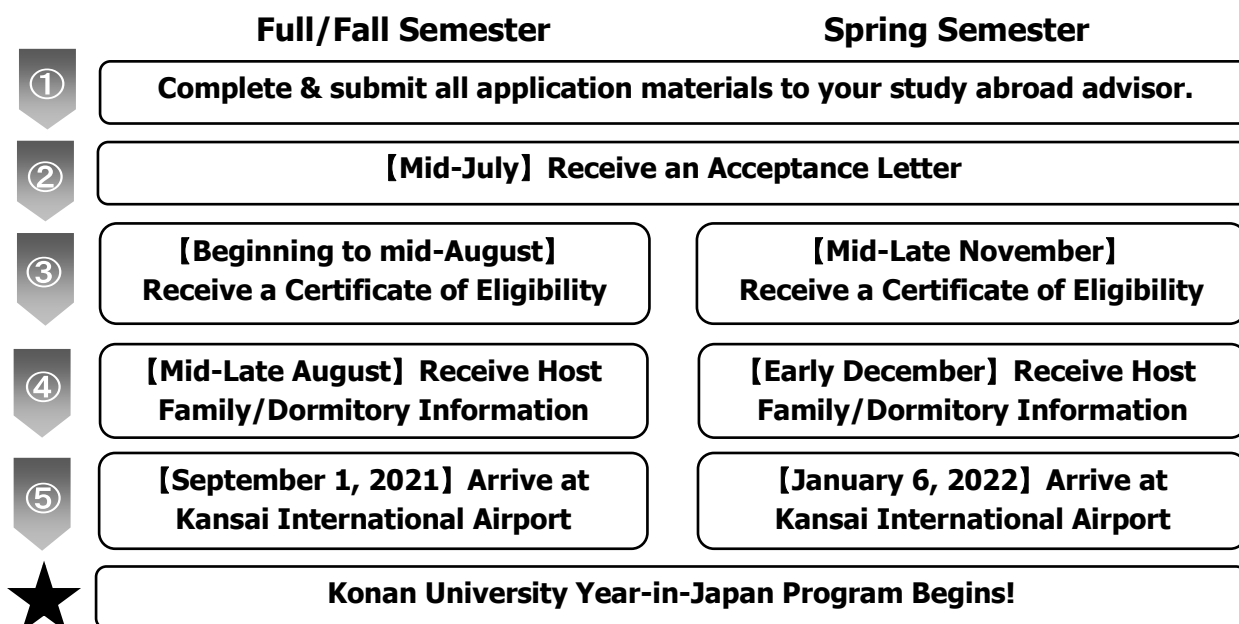 Full/Fall Semester
Spring Semester
①
Complete & submit all application materials to your study abroad advisor.
②
【Mid-July】Receive an Acceptance Letter
③
【Beginning to mid-August】
Receive a Certificate of Eligibility
【Mid-Late November】
Receive a Certificate of Eligibility
④
【Mid-Late August】Receive Host
Family/Dormitory Information
【Early December】Receive Host
Family/Dormitory Information
⑤
【September 1, 2021】Arrive at
Kansai International Airport
【January 6, 2022】Arrive at
Kansai International Airport
Konan University Year-in-Japan Program Begins!